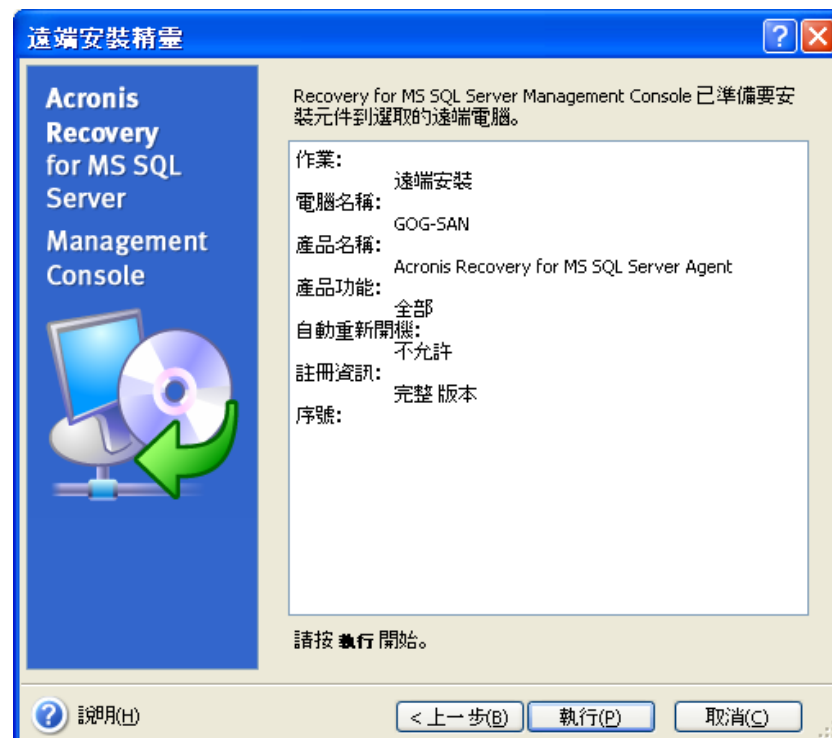 遠端安裝精靈
Acronis
Recovery
for MS SQL
Server
Management
Console
Recovery for MS SQL Server Management Console 已準備要安
裝元件到選取的遠端電腦。
作業:
遠端安裝
電腦名稱:
GOG-SAN
產品名稱:
Acronis Recovery for MS SQL Server Agent
產品功能:
全部
自動重新開機:
不允許
註冊資訊:
完整 版本
序號:
請按 執行 開始。
說明(H)
< 上一步(B)
執行(P)
取消(C)